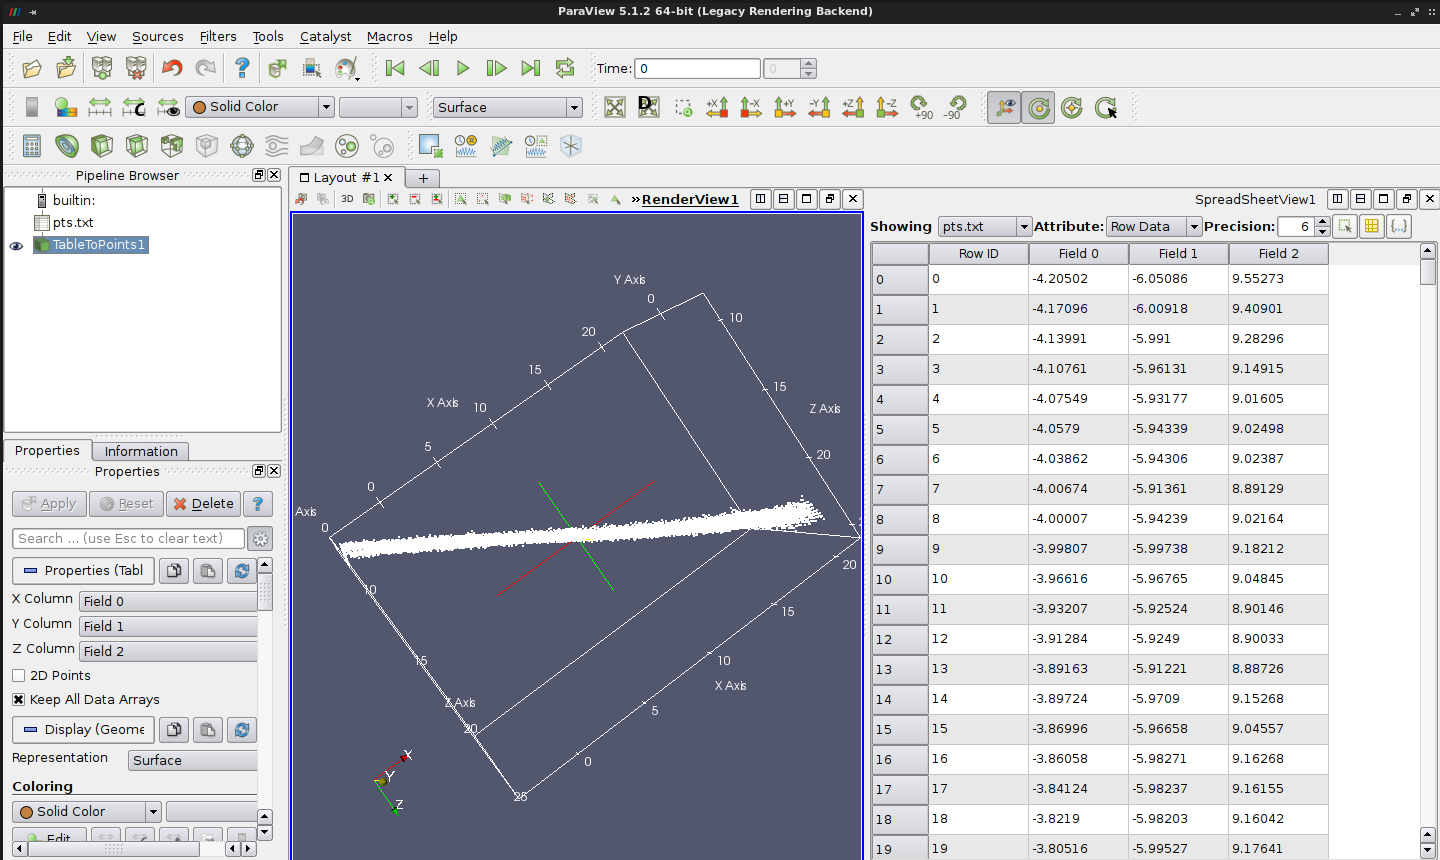 ParaView 5.1.2 64-bit (Legacy Rendering Backend)
File Edit View Sources Filters Tools Catalyst Macros Help
Time: 0 0
Solid Color Surface D +X -X +Y -Y +Z -Z +90 -90
Pipeline Browser
builtin:
pts.txt
TableToPoints1
Properties Information
Properties
Apply Reset Delete ?
Search ... (use Esc to clear text)
Properties (Tabl
X Column Field 0
Y Column Field 1
Z Column Field 2
2D Points
Keep All Data Arrays
Display (Geome
Representation Surface
Coloring
Solid Color
Edit
Layout #1
3D
»RenderView1
Y Axis
0
10
20
15
15
X Axis 10
Z Axis
5
20
0
Axis
0
20
10
15
15
10
X Axis
Z Axis
5
20
0
25
X
Y
Z
SpreadSheetView1
Showing pts.txt Attribute: Row Data Precision: 6 {...}
Row ID Field 0 Field 1 Field 2
0 0 -4.20502 -6.05086 9.55273
1 1 -4.17096 -6.00918 9.40901
2 2 -4.13991 -5.991 9.28296
3 3 -4.10761 -5.96131 9.14915
4 4 -4.07549 -5.93177 9.01605
5 5 -4.0579 -5.94339 9.02498
6 6 -4.03862 -5.94306 9.02387
7 7 -4.00674 -5.91361 8.89129
8 8 -4.00007 -5.94239 9.02164
9 9 -3.99807 -5.99738 9.18212
10 10 -3.96616 -5.96765 9.04845
11 11 -3.93207 -5.92524 8.90146
12 12 -3.91284 -5.9249 8.90033
13 13 -3.89163 -5.91221 8.88726
14 14 -3.89724 -5.9709 9.15268
15 15 -3.86996 -5.96658 9.04557
16 16 -3.86058 -5.98271 9.16268
17 17 -3.84124 -5.98237 9.16155
18 18 -3.8219 -5.98203 9.16042
19 19 -3.80516 -5.99527 9.17641